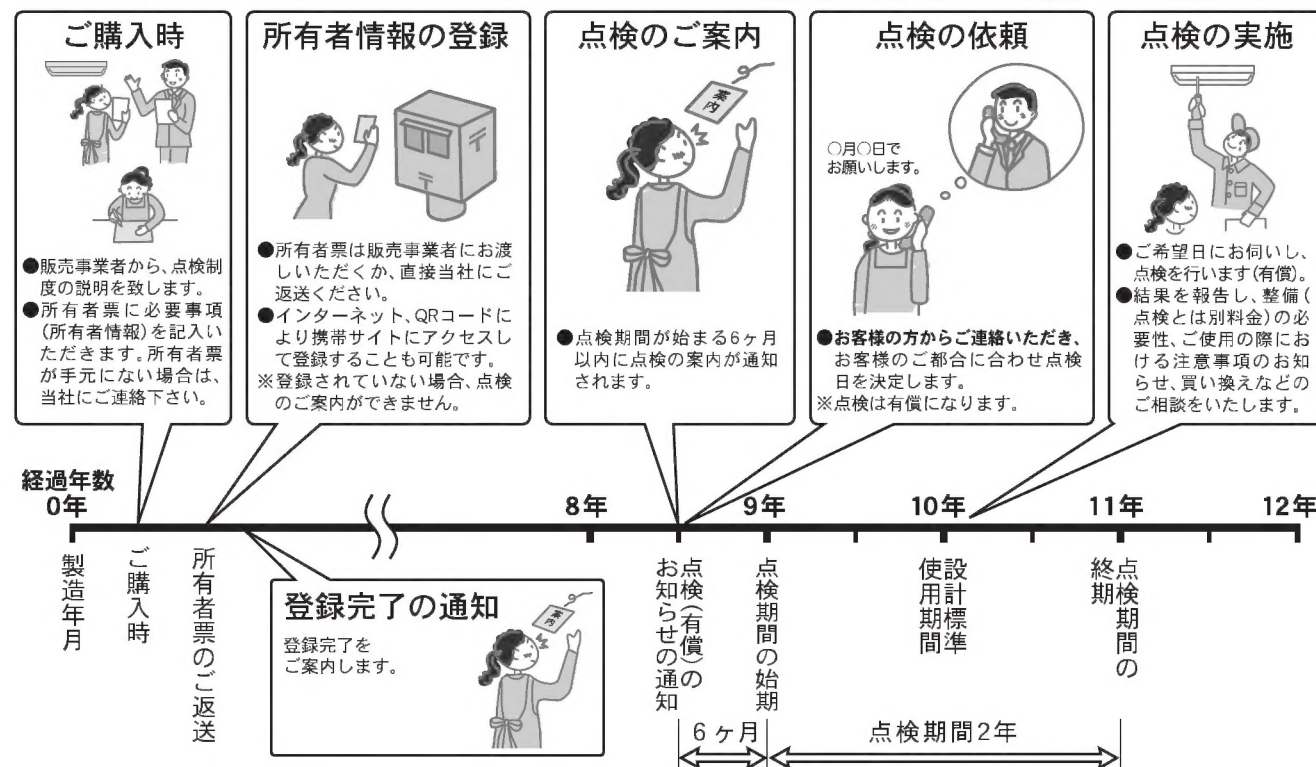 ご購入時
●販売事業者から、点検制
度の説明を致します。
●所有者票に必要事項
(所有者情報)を記入い
ただきます。所有者票
が手元にない場合は、
当社にご連絡下さい。
所有者情報の登録
●所有者票は販売事業者にお渡
しいただくか、直接当社にご
返送ください。
●インターネット、QRコードに
より携帯サイトにアクセスし
て登録することも可能です。
※登録されていない場合、点検
のご案内ができません。
点検のご案内
案内
●点検期間が始まる6ヶ月
以内に点検の案内が通知
されます。
点検の依頼
○月○日で
お願いします。
●お客様の方からご連絡いただき、
お客様のご都合に合わせ点検
日を決定します。
※点検は有償になります。
点検の実施
●ご希望日にお伺いし、
点検を行います(有償)。
●結果を報告し、整備(
点検とは別料金)の必
要性、ご使用の際にお
ける注意事項のお知
らせ、買い換えなどの
ご相談をいたします。
経過年数
0年
8年
9年
10年
11年
12年
製造年月
ご購入時
所有者票のご返送
点検(有償)の
お知らせの通知
点検期間の始期
設計標準
使用期間
点検期間の
終期
登録完了の通知
登録完了を
ご案内します。
案内
6ヶ月
点検期間2年